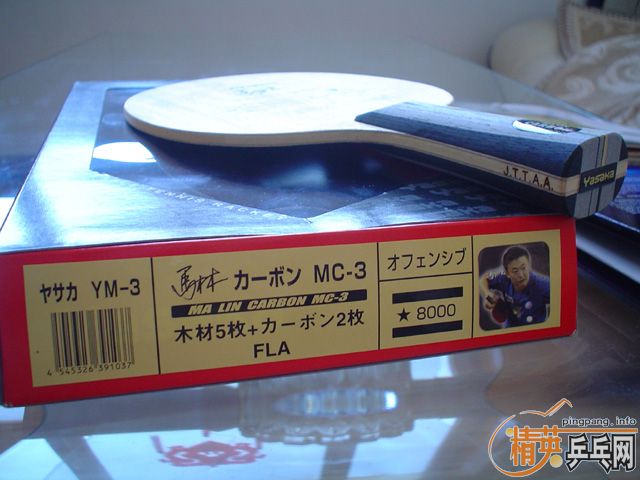 J.T.T.A.A.
Yasaka
ヤサカ YM-3
4 545326 391037
馬林 カーボン MC-3
MA LIN CARBON MC-3
木材5枚+カーボン2枚
FLA
オフェンシブ
★ 8000
pingpang.info
精英乒乓网